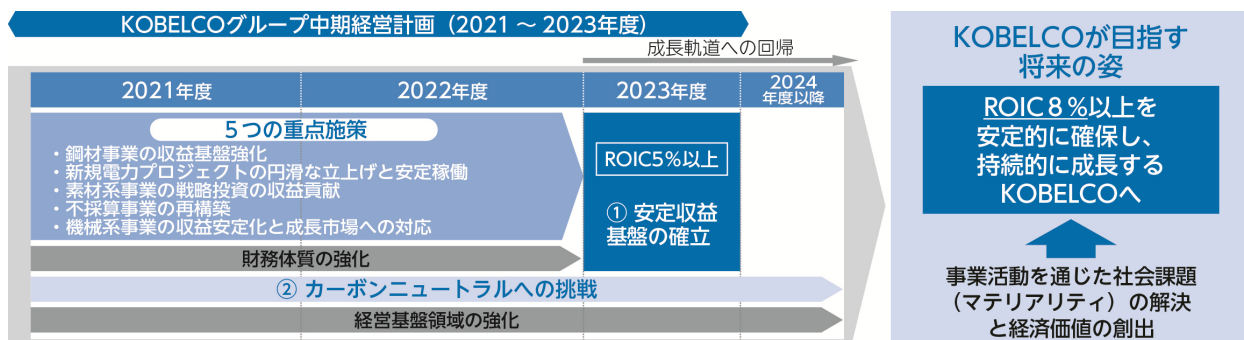 KOBELCOグループ中期経営計画（2021 ～ 2023年度）
成長軌道への回帰
2021年度
2022年度
2023年度
2024
年度以降
5つの重点施策
・鋼材事業の収益基盤強化
・新規電力プロジェクトの円滑な立上げと安定稼働
・素材系事業の戦略投資の収益貢献
・不採算事業の再構築
・機械系事業の収益安定化と成長市場への対応
ROIC5%以上
① 安定収益
基盤の確立
財務体質の強化
② カーボンニュートラルへの挑戦
経営基盤領域の強化
KOBELCOが目指す
将来の姿
ROIC８%以上を
安定的に確保し、
持続的に成長する
KOBELCOへ
事業活動を通じた社会課題
（マテリアリティ）の解決
と経済価値の創出